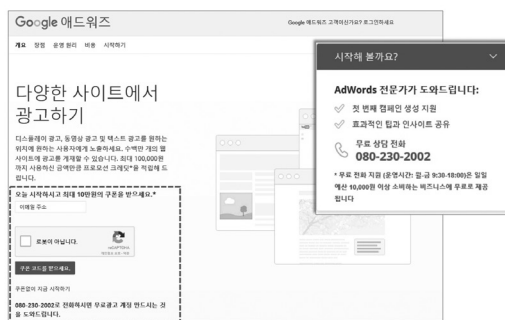 Google 애드워즈
Google 애드워즈 고객이신가요? 로그인하세요
개요 장점 운영 원리 비용 시작하기
다양한 사이트에서
광고하기
디스플레이 광고, 동영상 광고 및 텍스트 광고를 원하는
위치에 원하는 사용자에게 노출하세요. 수백만 개의 웹
사이트에 광고를 게재할 수 있습니다. 최대 100,000원
까지 사용하신 금액만큼 프로모션 크레딧*을 적립해 드
립니다.
오늘 시작하시고 최대 10만원의 쿠폰을 받으세요.*
이메일 주소
로봇이 아닙니다.
reCAPTCHA
쿠폰 코드를 받으세요.
쿠폰없이 지금 시작하기
080-230-2002로 전화하시면 무료광고 계정 만드시는 것
을 도와드립니다.
시작해 볼까요?
AdWords 전문가가 도와드립니다:
첫 번째 캠페인 생성 지원
효과적인 팁과 인사이트 공유
무료 상담 전화
080-230-2002
* 무료 전화 지원 (운영시간: 월-금 9:30-18:00)은 일일
예산 10,000원 이상 소비하는 비즈니스에 무료로 제공
됩니다